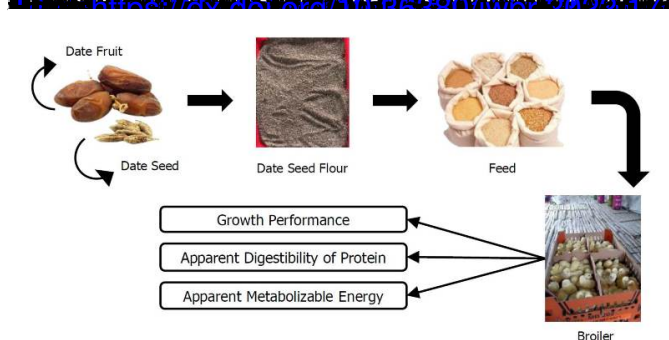 Date Fruit
Date Seed
Date Seed Flour
Feed
Growth Performance
Apparent Digestibility of Protein
Apparent Metabolizable Energy
Broiler